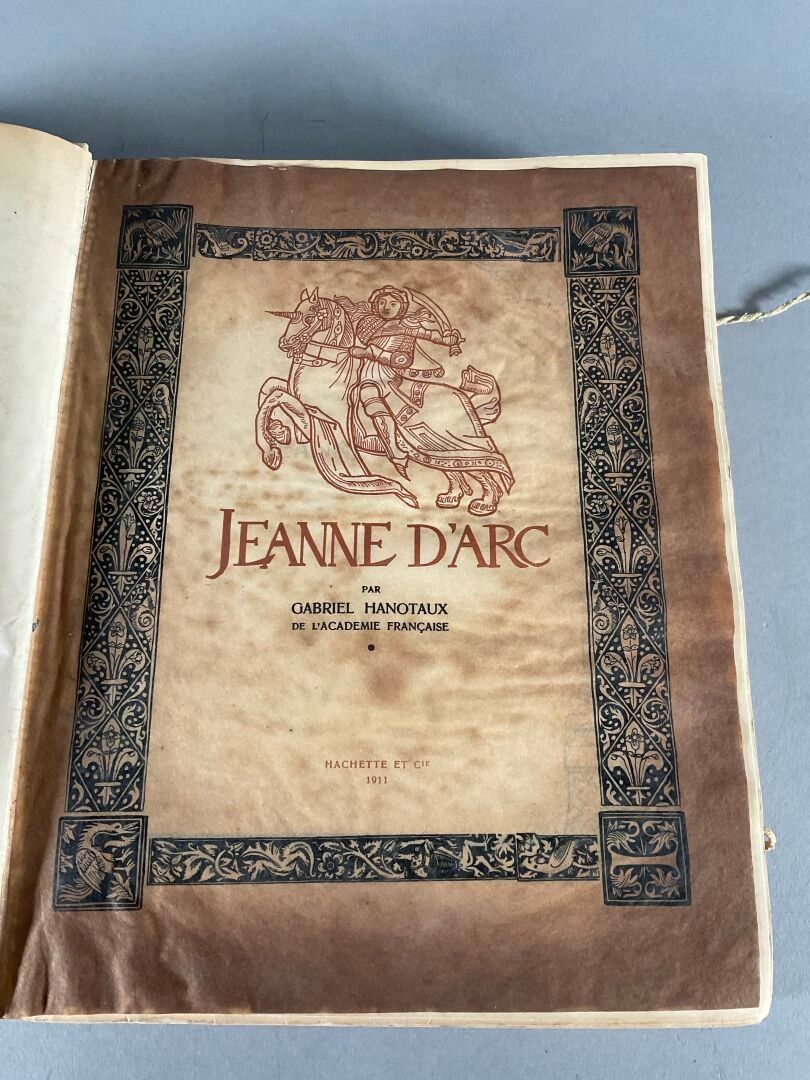 JEANNE D'ARC
PAR
GABRIEL HANOTAUX
DE L'ACADEMIE FRANÇAISE
HACHETTE ET CIE
1911